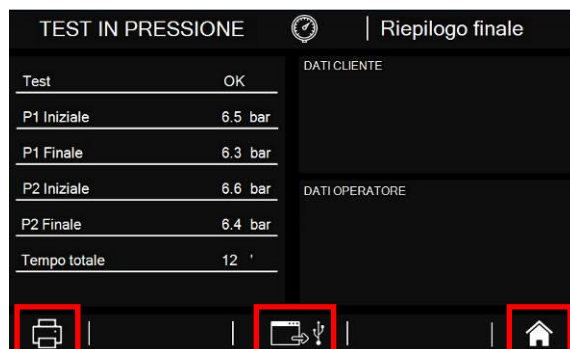 TEST IN PRESSIONE | Riepilogo finale
Test OK
P1 Iniziale 6.5 bar
P1 Finale 6.3 bar
P2 Iniziale 6.6 bar
P2 Finale 6.4 bar
Tempo totale 12 '
DATI CLIENTE
DATI OPERATORE